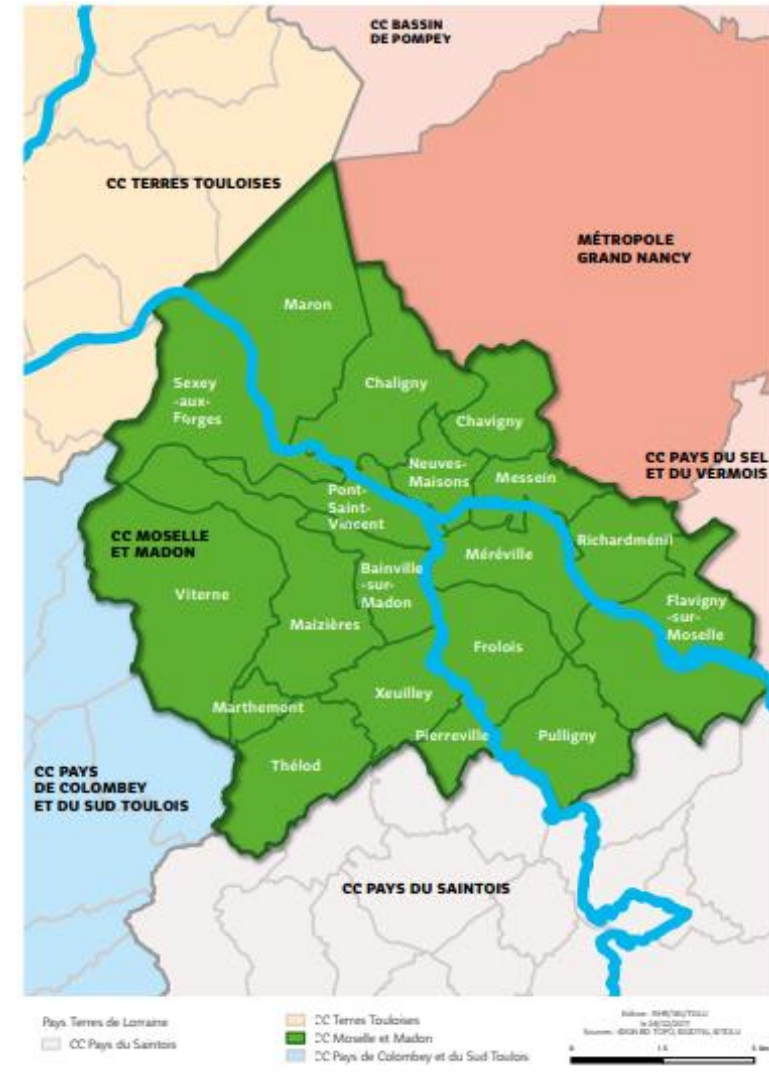 CC BASSIN
DE POMPEY
CC TERRES TOULOISES
MÉTROPOLE
GRAND NANCY
Maron
Sexey
-aux-
Forges
Chaligny
Chavigny
CC PAYS DU SEL
ET DU VERMOIS
Neuves-
Maisons
Messein
Pont-
Saint-
Vincent
CC MOSELLE
ET MADON
Richardménil
Méréville
Bainville
-sur-
Madon
Viterne
Flavigny
-sur-
Moselle
Maizières
Frolois
Xeuilley
Marthemont
Pierreville
Pulligny
Thélod
CC PAYS
DE COLOMBEY
ET DU SUD TOULOIS
CC PAYS DU SAINTOIS
Pays Terres de Lorraine
CC Pays du Saintois
CC Terres Touloises
CC Moselle et Madon
CC Pays de Colombey et du Sud Toulois